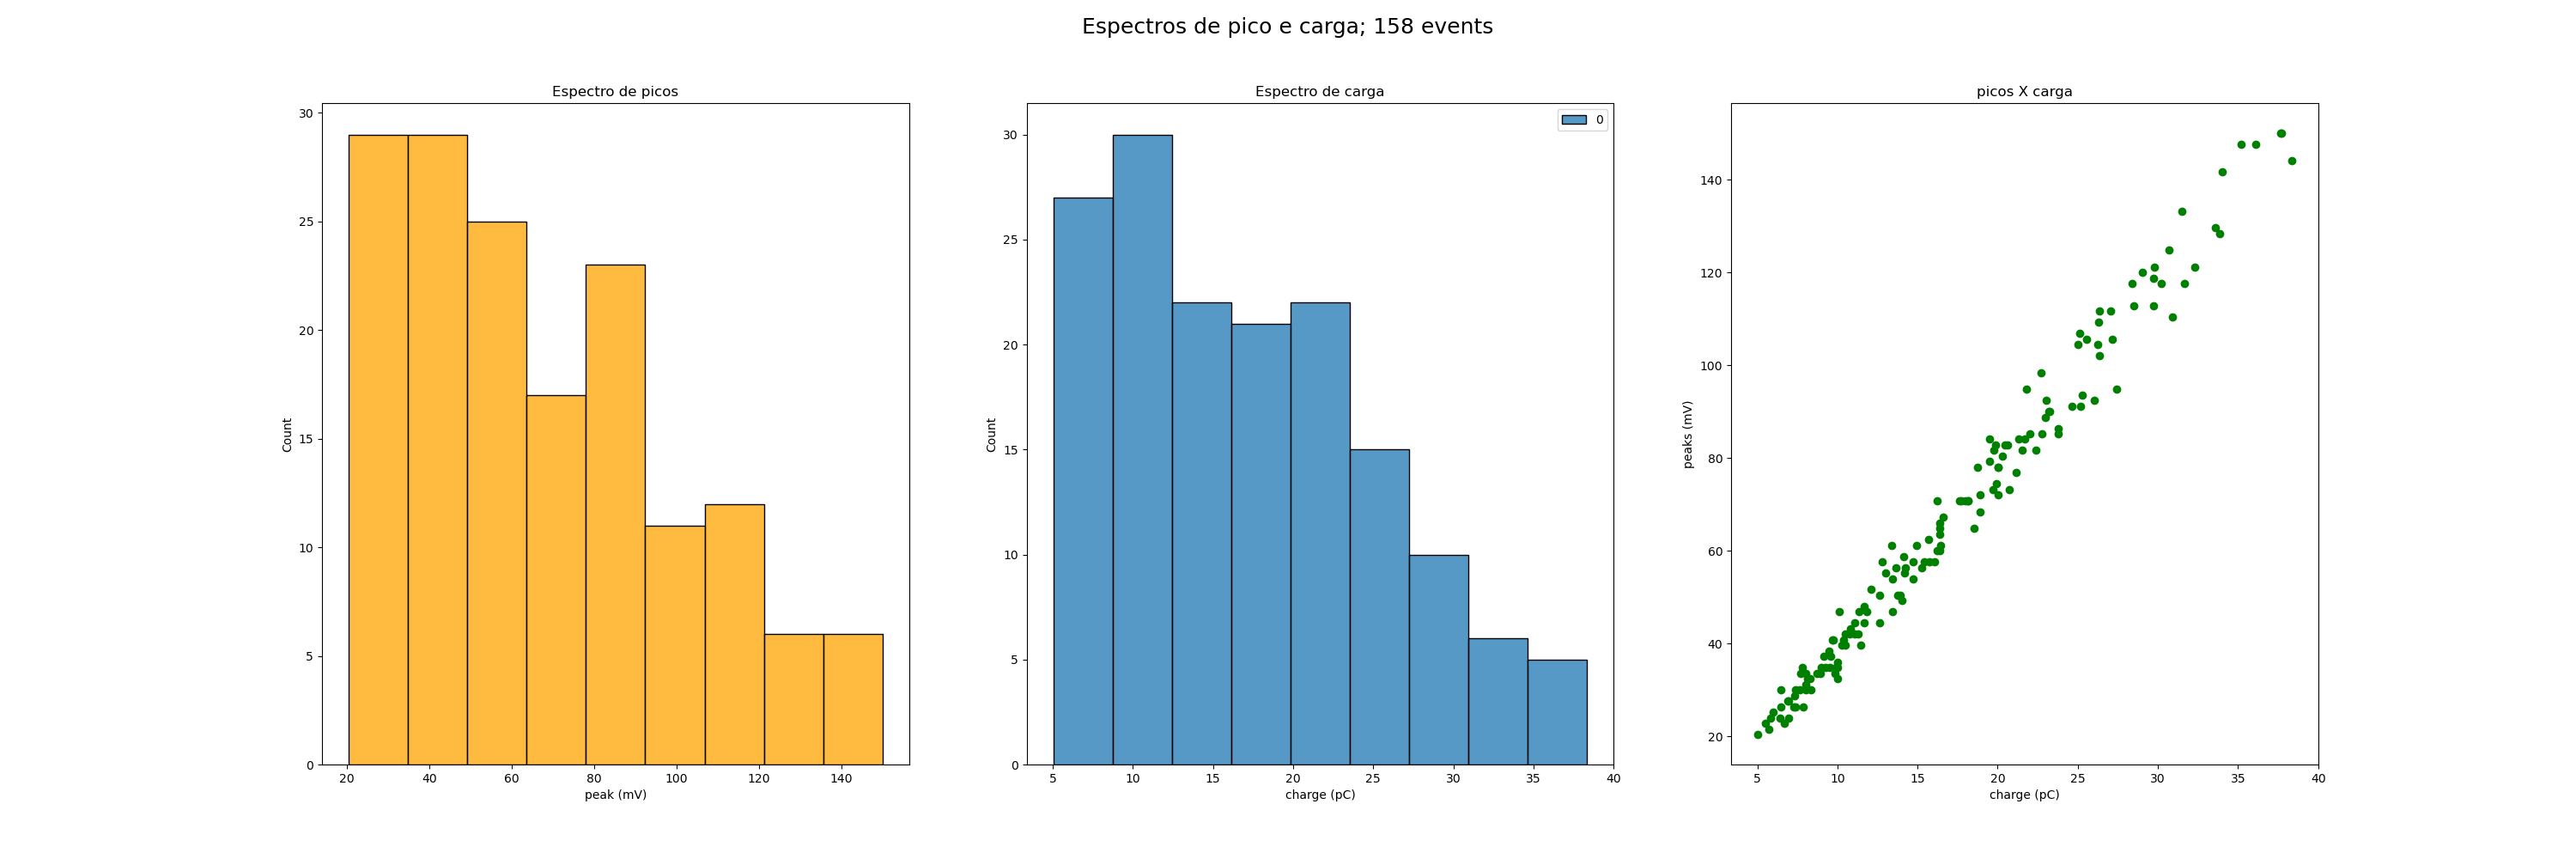 Espectros de pico e carga; 158 events
Espectro de picos
30
25
20
15
10
5
0
Count
20 40 60 80 100 120 140
peak (mV)
Espectro de carga
0
30
25
20
15
10
5
0
Count
5 10 15 20 25 30 35 40
charge (pC)
picos X carga
140
120
100
80
60
40
20
peaks (mV)
5 10 15 20 25 30 35 40
charge (pC)